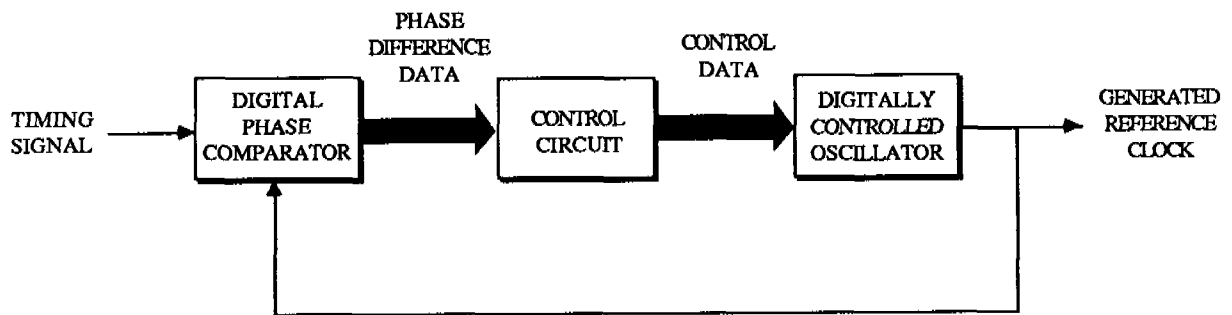 PHASE
DIFFERENCE
DATA
CONTROL
DATA
TIMING
SIGNAL
DIGITAL
PHASE
COMPARATOR
CONTROL
CIRCUIT
DIGITALLY
CONTROLLED
OSCILLATOR
GENERATED
REFERENCE
CLOCK